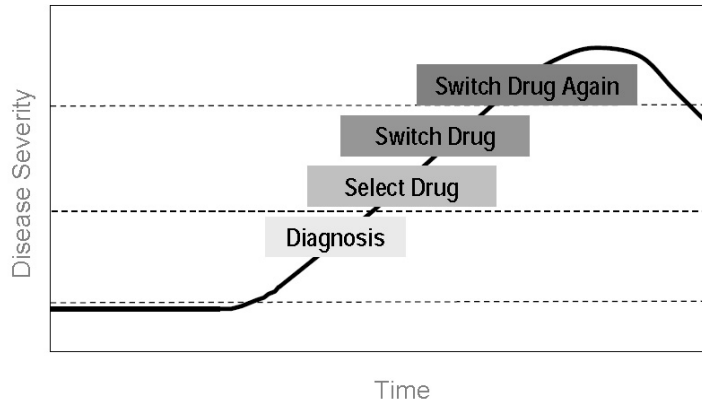 Switch Drug Again
Switch Drug
Select Drug
Diagnosis
Disease Severity
Time